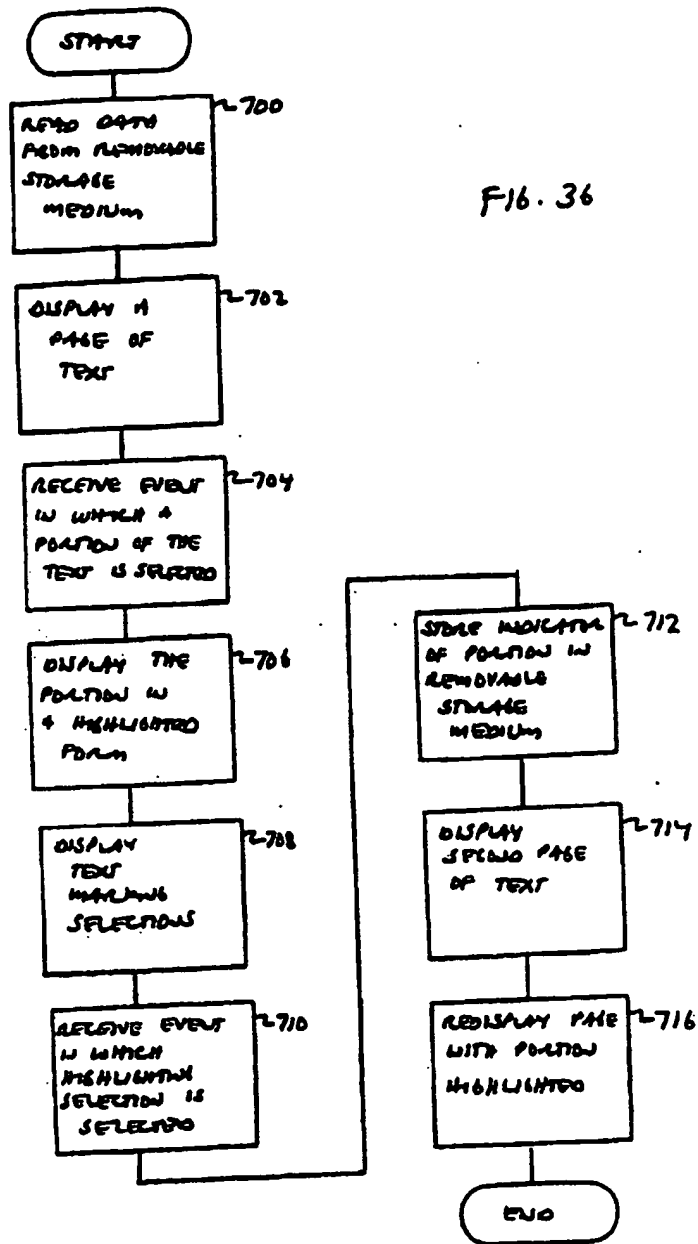 START
700
READ DATA
FROM REMOVABLE
STORAGE
MEDIUM
FIG. 36
702
DISPLAY A
PAGE OF
TEXT
704
RECEIVE EVENT
IN WHICH A
PORTION OF THE
TEXT IS SELECTED
706
DISPLAY THE
PORTION IN
A HIGHLIGHTED
FORM
708
DISPLAY
TEXT
MARKING
SELECTIONS
710
RECEIVE EVENT
IN WHICH
HIGHLIGHTING
SELECTION IS
SELECTED
712
STORE INDICATOR
OF PORTION IN
REMOVABLE
STORAGE
MEDIUM
714
DISPLAY
SECOND PAGE
OF TEXT
716
REDISPLAY PAGE
WITH PORTION
HIGHLIGHTED
END